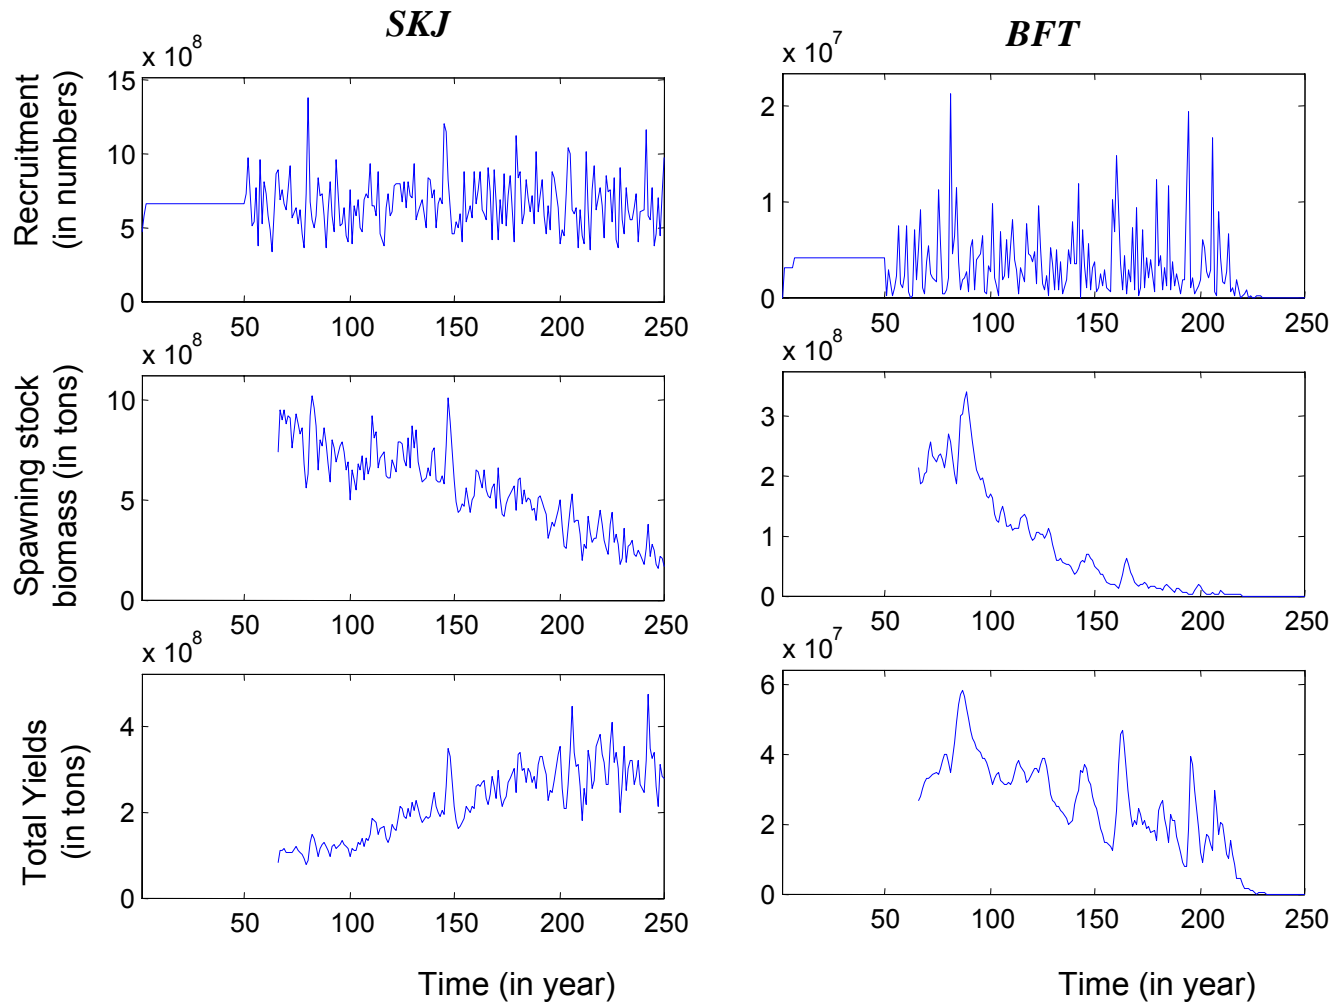 SKJ
BFT
x 10^8
x 10^7
Recruitment
(in numbers)
15
10
5
0
50 100 150 200 250
2
1
0
50 100 150 200 250
x 10^8
x 10^8
Spawning stock
biomass (in tons)
10
5
0
50 100 150 200 250
3
2
1
0
50 100 150 200 250
x 10^8
x 10^7
Total Yields
(in tons)
4
2
0
50 100 150 200 250
6
4
2
0
50 100 150 200 250
Time (in year)
Time (in year)